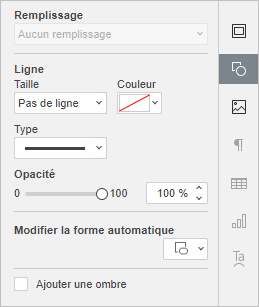 Remplissage
Aucun remplissage
Ligne
Taille Couleur
Pas de ligne
Type
Opacité
0 100 100 %
Modifier la forme automatique
Ajouter une ombre
Ta